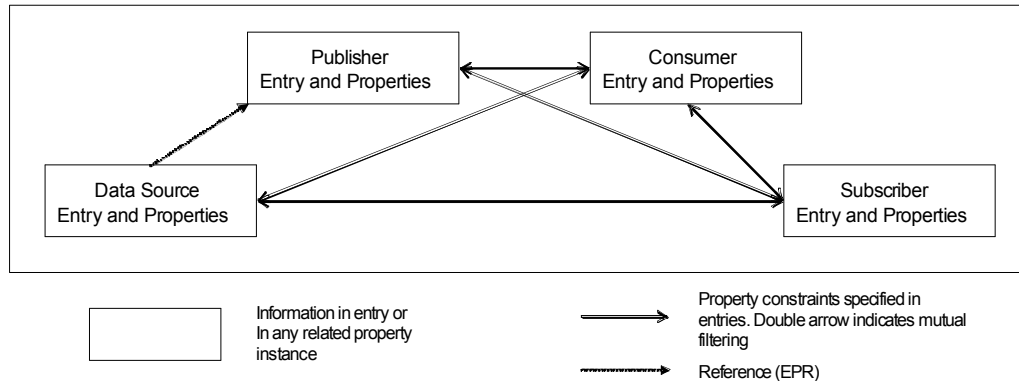 Publisher
Entry and Properties
Consumer
Entry and Properties
Data Source
Entry and Properties
Subscriber
Entry and Properties
Information in entry or
In any related property
instance
Property constraints specified in
entries. Double arrow indicates mutual
filtering
Reference (EPR)